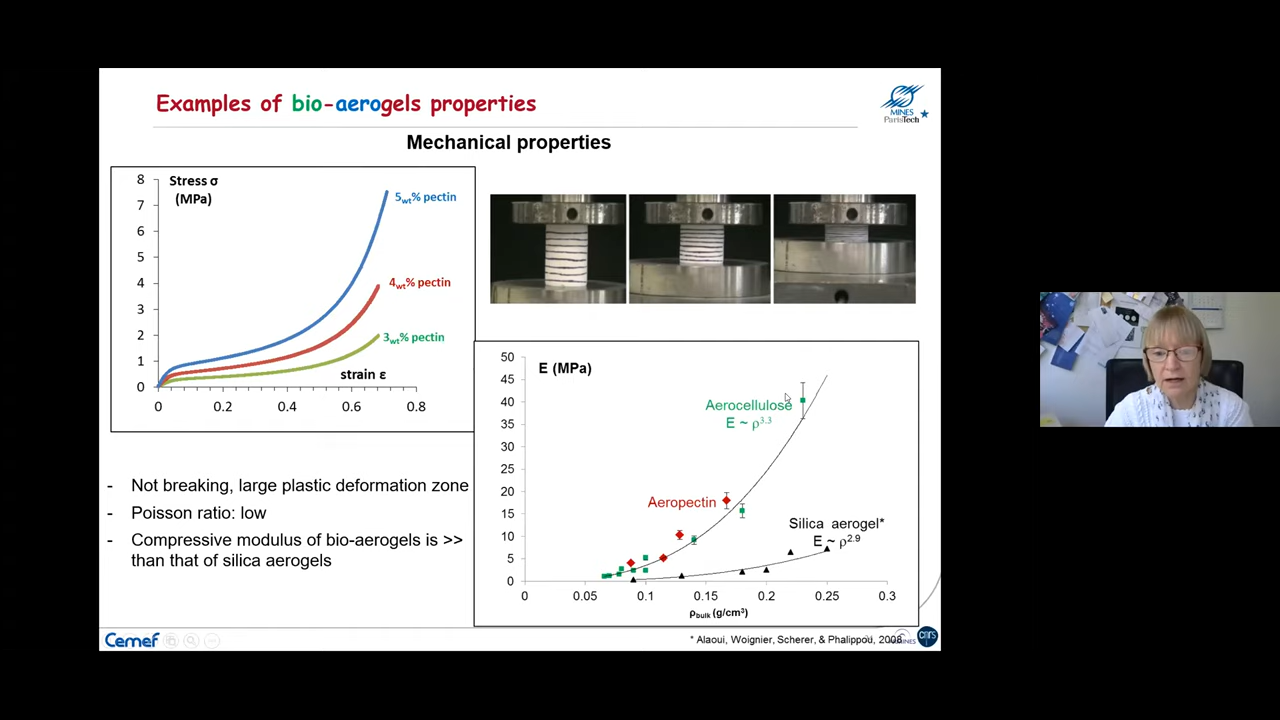 Examples of bio-aerogels properties
MINES
ParisTech
Mechanical properties
8
7
6
5
4
3
2
1
0
Stress σ
(MPa)
5wt% pectin
4wt% pectin
3wt% pectin
strain ε
0
0.2
0.4
0.6
0.8
- Not breaking, large plastic deformation zone
- Poisson ratio: low
- Compressive modulus of bio-aerogels is >>
than that of silica aerogels
50
45
40
35
30
25
20
15
10
5
0
E (MPa)
Aerocellulose
E ~ ρ3.3
Aeropectin
Silica aerogel*
E ~ ρ2.9
0
0.05
0.1
0.15
0.2
0.25
0.3
ρbulk (g/cm³)
Cemef
* Alaoui, Woignier, Scherer, & Phalippou, 2008
MINES
cnrs